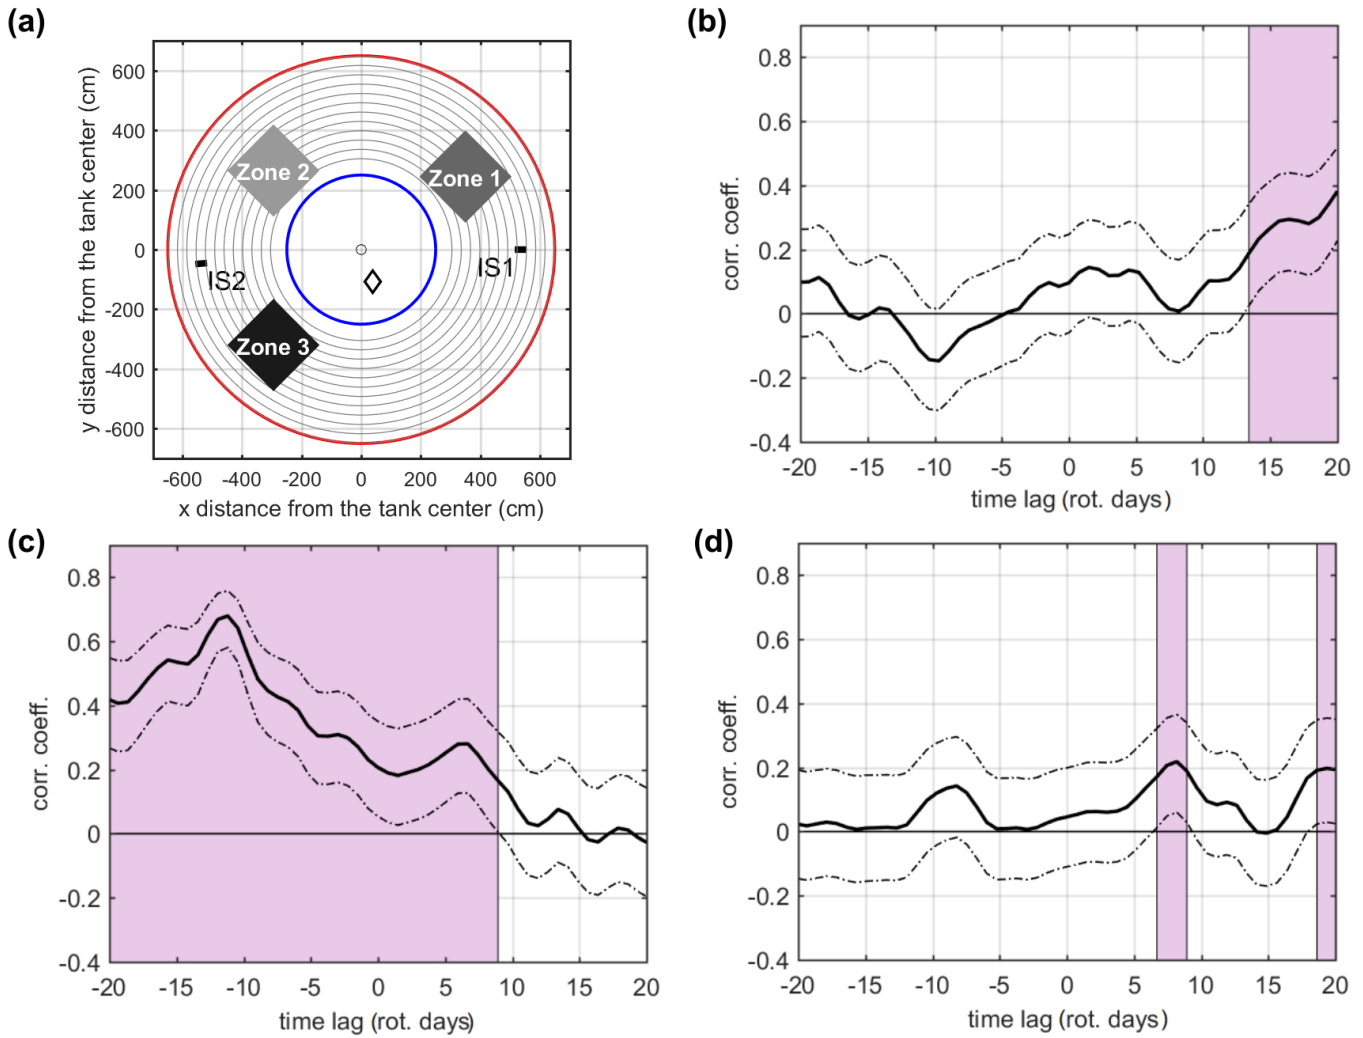 (a)
600
400
200
0
-200
-400
-600
y distance from the tank center (cm)
Zone 2
Zone 1
IS1
IS2
Zone 3
-600 -400 -200 0 200 400 600
x distance from the tank center (cm)
(b)
0.8
0.6
0.4
0.2
0
-0.2
-0.4
corr. coeff.
-20 -15 -10 -5 0 5 10 15 20
time lag (rot. days)
(c)
0.8
0.6
0.4
0.2
0
-0.2
-0.4
corr. coeff.
-20 -15 -10 -5 0 5 10 15 20
time lag (rot. days)
(d)
0.8
0.6
0.4
0.2
0
-0.2
-0.4
corr. coeff.
-20 -15 -10 -5 0 5 10 15 20
time lag (rot. days)